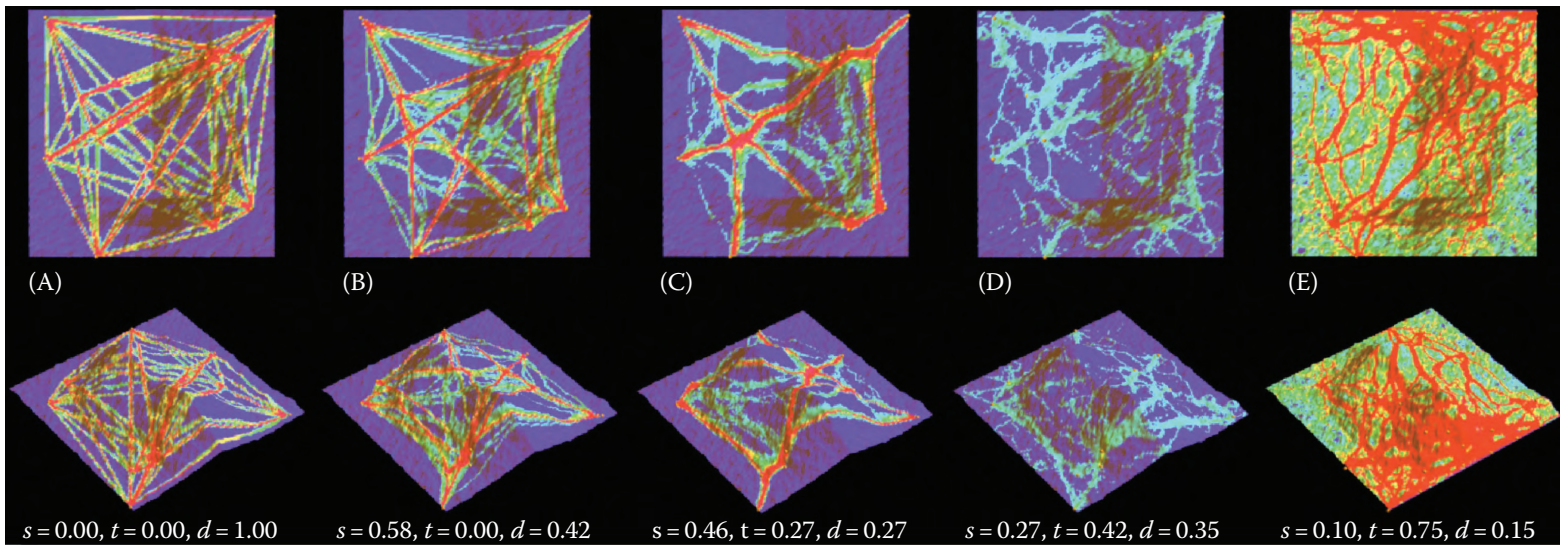 (A)
(B)
(C)
(D)
(E)
s = 0.00, t = 0.00, d = 1.00
s = 0.58, t = 0.00, d = 0.42
s = 0.46, t = 0.27, d = 0.27
s = 0.27, t = 0.42, d = 0.35
s = 0.10, t = 0.75, d = 0.15